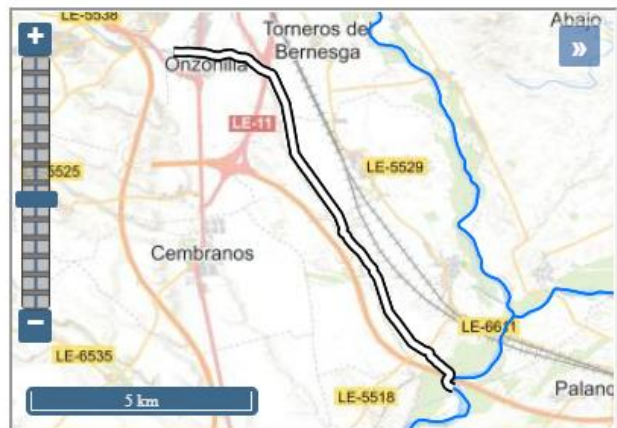 LE-5538
Torneros de
Bernesga
Abajo
+
»
Onzonilla
LE-11
5525
LE-5529
Cembranos
LE-6611
LE-6535
LE-5518
Palanc
5 km